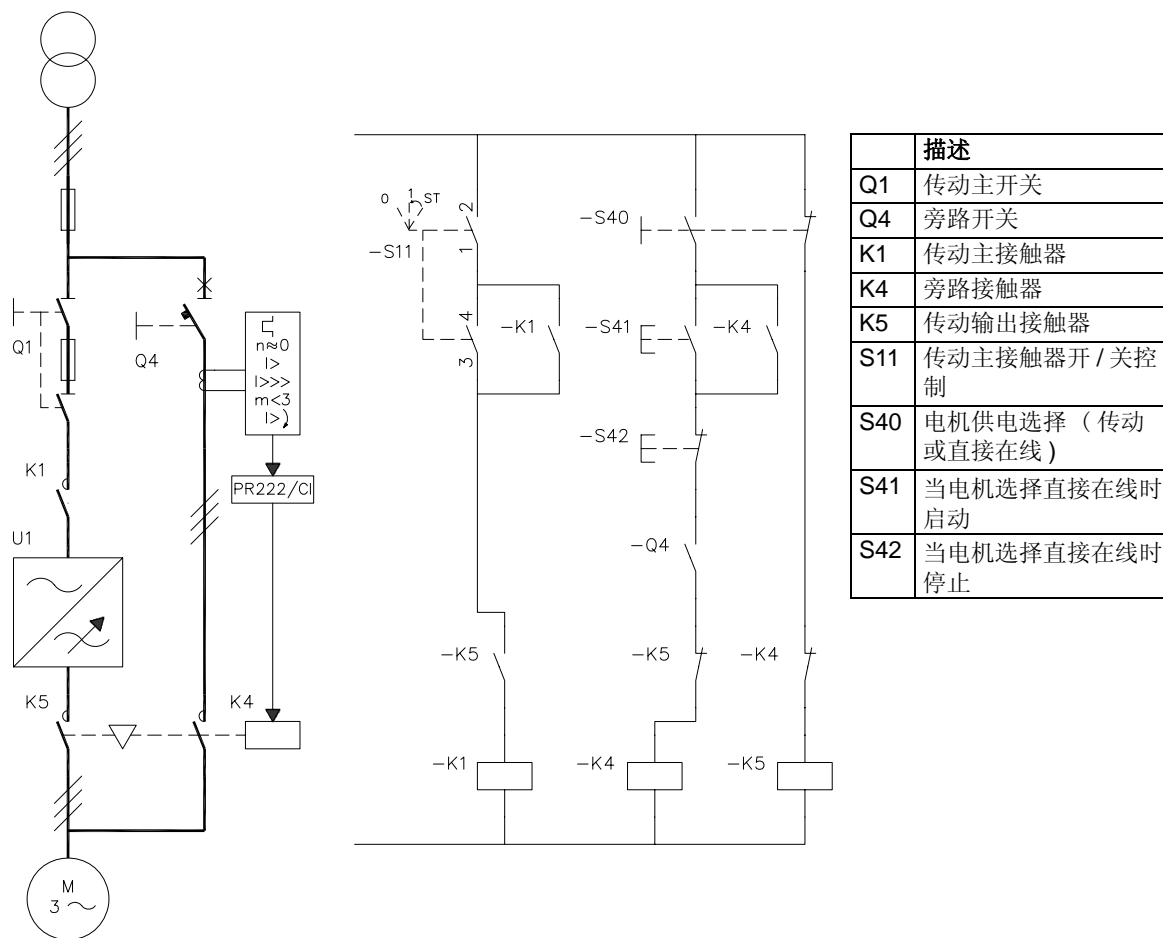 Q1
Q4
n≈0
I>
I>>>
m<3
I>
K1
PR222/CI
U1
K5
K4
M
3
0
1
ST
2
1
-S11
4
3
-K1
-S40
-S41
-K4
-S42
-Q4
-K5
-K5
-K4
-K1
-K4
-K5
描述
Q1 传动主开关
Q4 旁路开关
K1 传动主接触器
K4 旁路接触器
K5 传动输出接触器
S11 传动主接触器开 / 关控
制
S40 电机供电选择 （ 传动
或直接在线 )
S41 当电机选择直接在线时
启动
S42 当电机选择直接在线时
停止